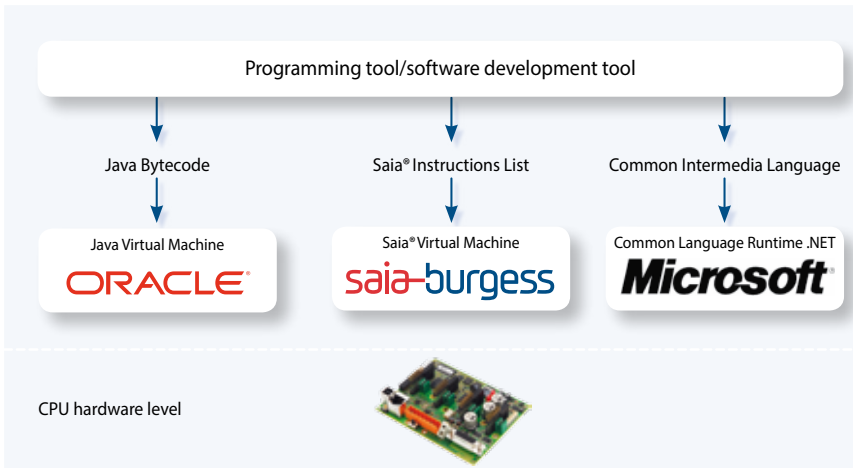 Programming tool/software development tool
Java Bytecode
Saia® Instructions List
Common Intermedia Language
Java Virtual Machine
ORACLE®
Saia® Virtual Machine
saia-burgess
Common Language Runtime .NET
Microsoft®
CPU hardware level